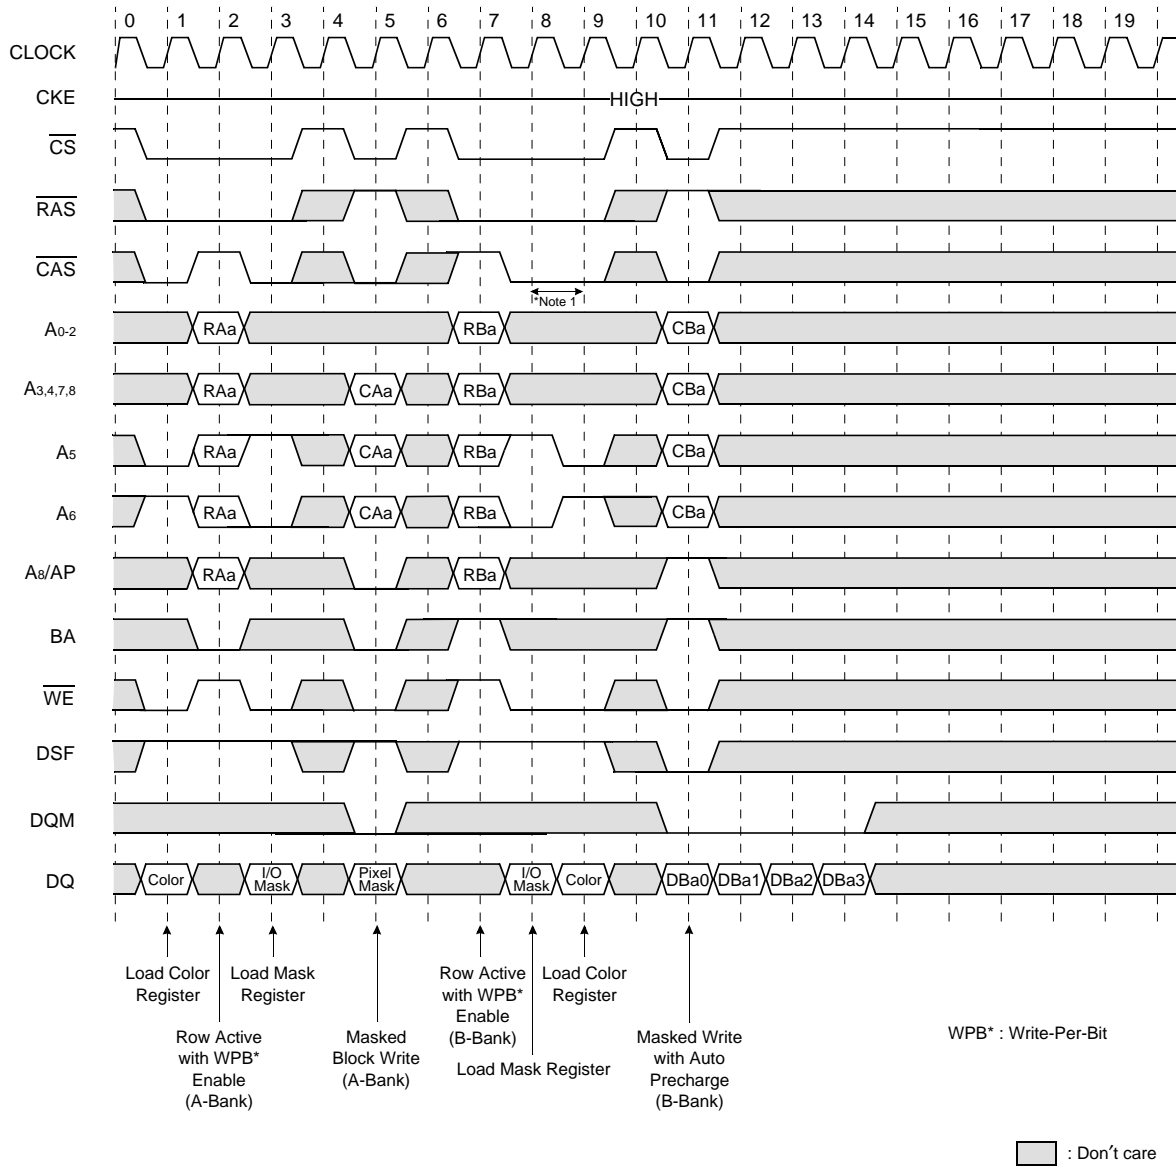 0 1 2 3 4 5 6 7 8 9 10 11 12 13 14 15 16 17 18 19
CLOCK
CKE HIGH
CS
RAS
CAS
*Note 1
A0-2 RAa RBa CBa
A3,4,7,8 RAa CAa RBa CBa
A5 RAa CAa RBa CBa
A6 RAa CAa RBa CBa
A8/AP RAa RBa
BA
WE
DSF
DQM
DQ Color I/O Mask Pixel Mask I/O Mask Color DBa0 DBa1 DBa2 DBa3
Load Color
Register
Row Active
with WPB*
Enable
(A-Bank)
Load Mask
Register
Masked
Block Write
(A-Bank)
Row Active
with WPB*
Enable
(B-Bank)
Load Mask Register
Load Color
Register
Masked Write
with Auto
Precharge
(B-Bank)
WPB* : Write-Per-Bit
: Don′t care